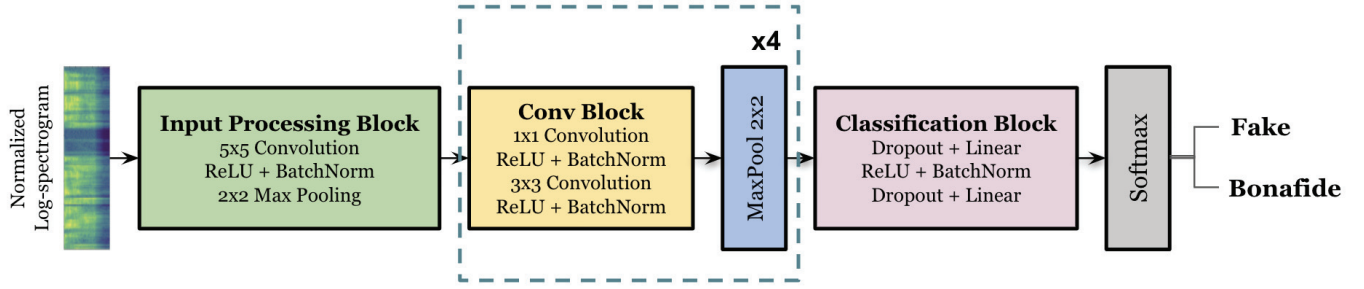 Normalized
Log-spectrogram
Input Processing Block
5x5 Convolution
ReLU + BatchNorm
2x2 Max Pooling
x4
Conv Block
1x1 Convolution
ReLU + BatchNorm
3x3 Convolution
ReLU + BatchNorm
MaxPool 2x2
Classification Block
Dropout + Linear
ReLU + BatchNorm
Dropout + Linear
Softmax
Fake
Bonafide